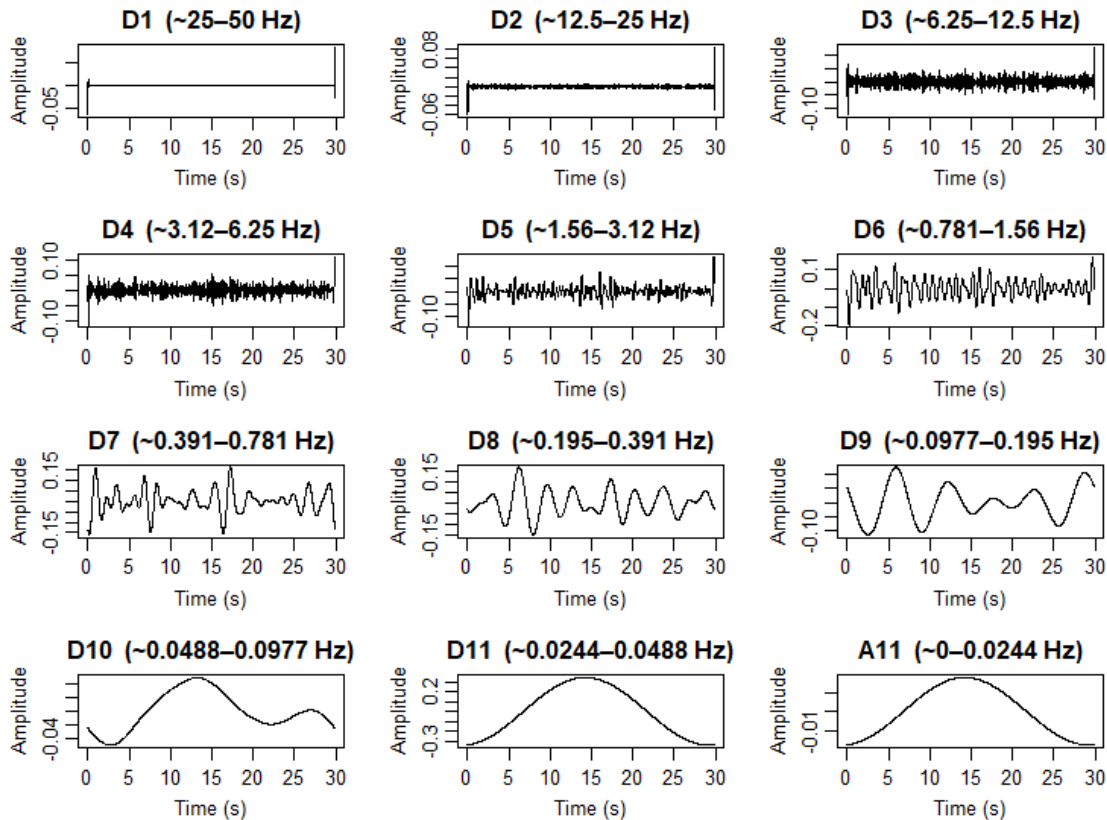 D1 (~25–50 Hz)
Amplitude
-0.05
0 5 10 15 20 25 30
Time (s)
D2 (~12.5–25 Hz)
Amplitude
0.08
-0.06
0 5 10 15 20 25 30
Time (s)
D3 (~6.25–12.5 Hz)
Amplitude
-0.10
0 5 10 15 20 25 30
Time (s)
D4 (~3.12–6.25 Hz)
Amplitude
0.10
-0.10
0 5 10 15 20 25 30
Time (s)
D5 (~1.56–3.12 Hz)
Amplitude
-0.10
0 5 10 15 20 25 30
Time (s)
D6 (~0.781–1.56 Hz)
Amplitude
0.1
-0.2
0 5 10 15 20 25 30
Time (s)
D7 (~0.391–0.781 Hz)
Amplitude
0.15
-0.15
0 5 10 15 20 25 30
Time (s)
D8 (~0.195–0.391 Hz)
Amplitude
0.15
-0.15
0 5 10 15 20 25 30
Time (s)
D9 (~0.0977–0.195 Hz)
Amplitude
-0.10
0 5 10 15 20 25 30
Time (s)
D10 (~0.0488–0.0977 Hz)
Amplitude
-0.04
0 5 10 15 20 25 30
Time (s)
D11 (~0.0244–0.0488 Hz)
Amplitude
0.2
-0.3
0 5 10 15 20 25 30
Time (s)
A11 (~0–0.0244 Hz)
Amplitude
-0.01
0 5 10 15 20 25 30
Time (s)